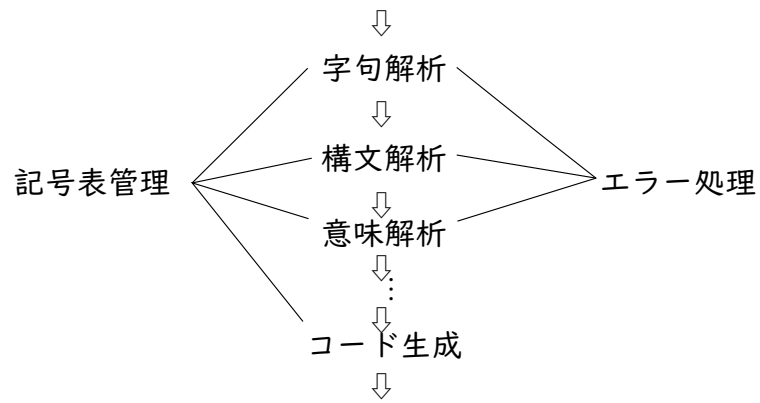 字句解析
構文解析
記号表管理
エラー処理
意味解析
⋮
コード生成